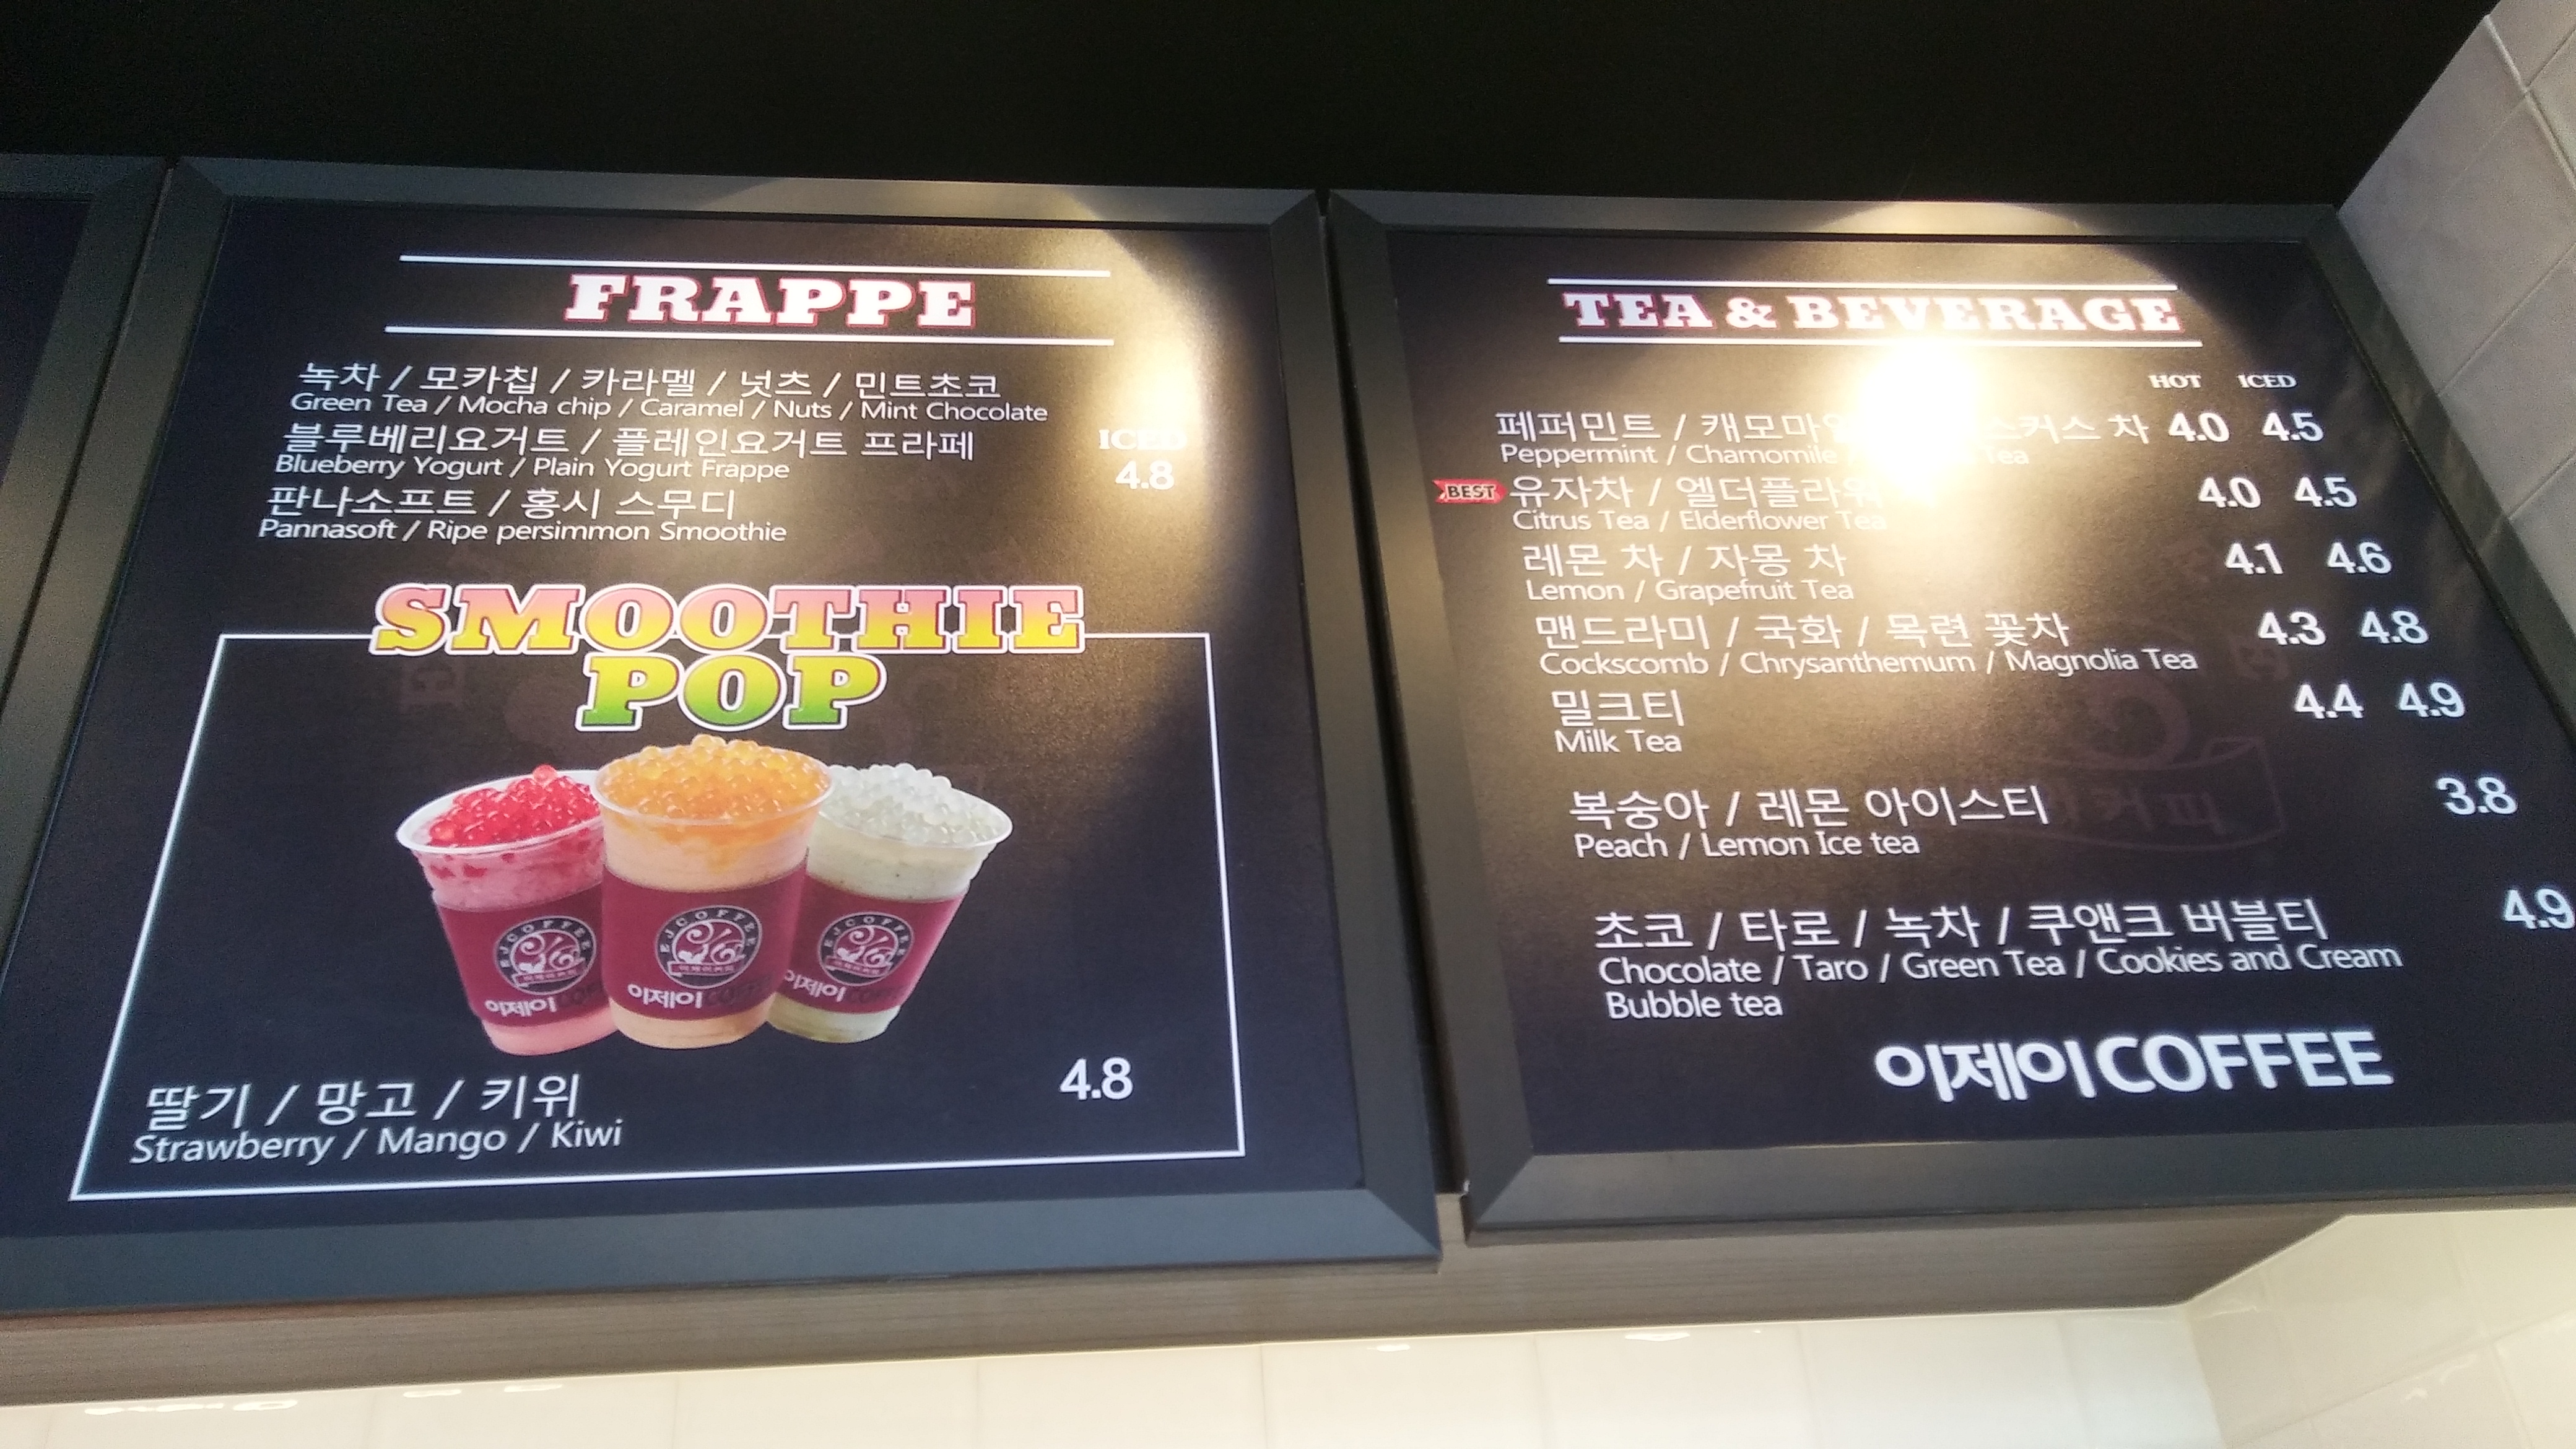 FRAPPE
녹차 / 모카칩 / 카라멜 / 넛츠 / 민트초코
Green Tea / Mocha chip / Caramel / Nuts / Mint Chocolate
블루베리요거트 / 플레인요거트 프라페
Blueberry Yogurt / Plain Yogurt Frappe
ICED
4.8
판나소프트 / 홍시 스무디
Pannasoft / Ripe persimmon Smoothie
SMOOTHIE
POP
EJCOFFEE
이제이COFFEE
EJCOFFEE
이제이COFFEE
EJCOFFEE
이제이COFFEE
딸기 / 망고 / 키위 4.8
Strawberry / Mango / Kiwi
TEA & BEVERAGE
HOT ICED
페퍼민트 / 차 4.0 4.5
Peppermint / Chamomile Tea
BEST 유자차 / 4.0 4.5
Citrus Tea / Elderflower Tea
레몬 차 / 자몽 차 4.1 4.6
Lemon / Grapefruit Tea
맨드라미 / 국화 / 목련 꽃차 4.3 4.8
Cockscomb / Chrysanthemum / Magnolia Tea
밀크티 4.4 4.9
Milk Tea
복숭아 / 레몬 아이스티 3.8
Peach / Lemon Ice tea
초코 / 타로 / 녹차 / 쿠앤크 버블티 4.9
Chocolate / Taro / Green Tea / Cookies and Cream
Bubble tea
이제이COFFEE